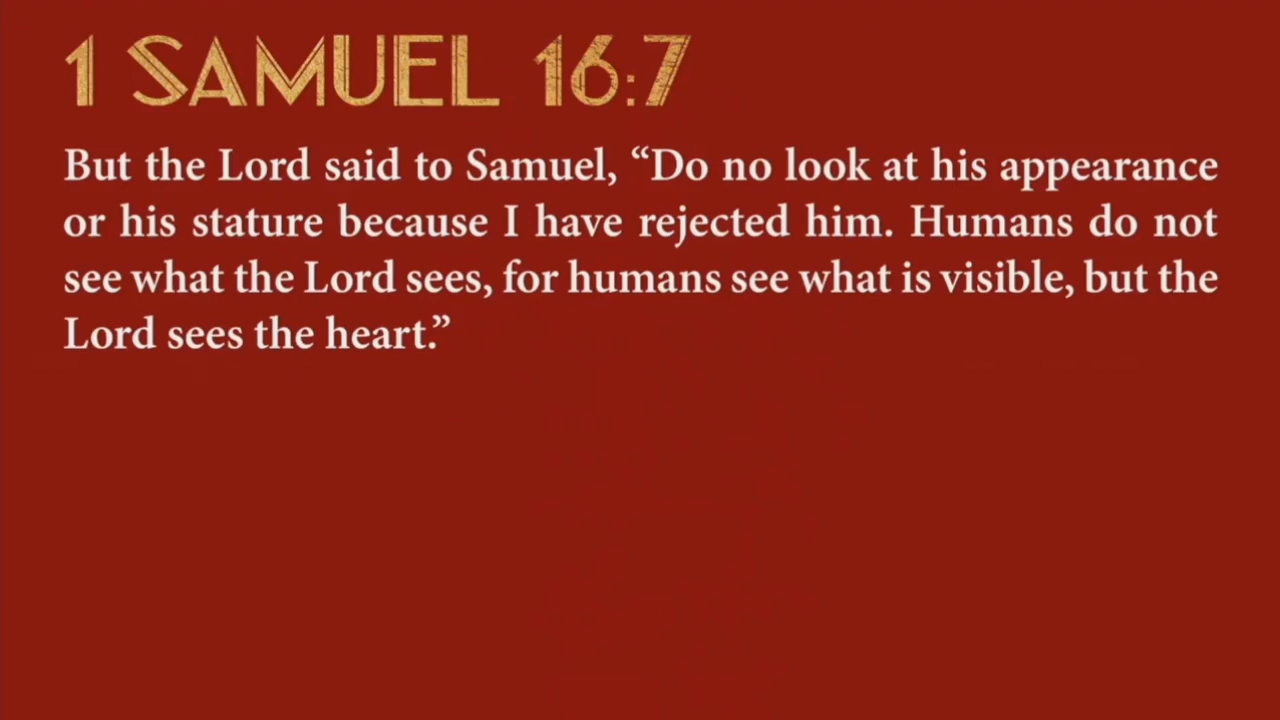 1 SAMUEL 16:7
But the Lord said to Samuel, “Do no look at his appearance
or his stature because I have rejected him. Humans do not
see what the Lord sees, for humans see what is visible, but the
Lord sees the heart.”